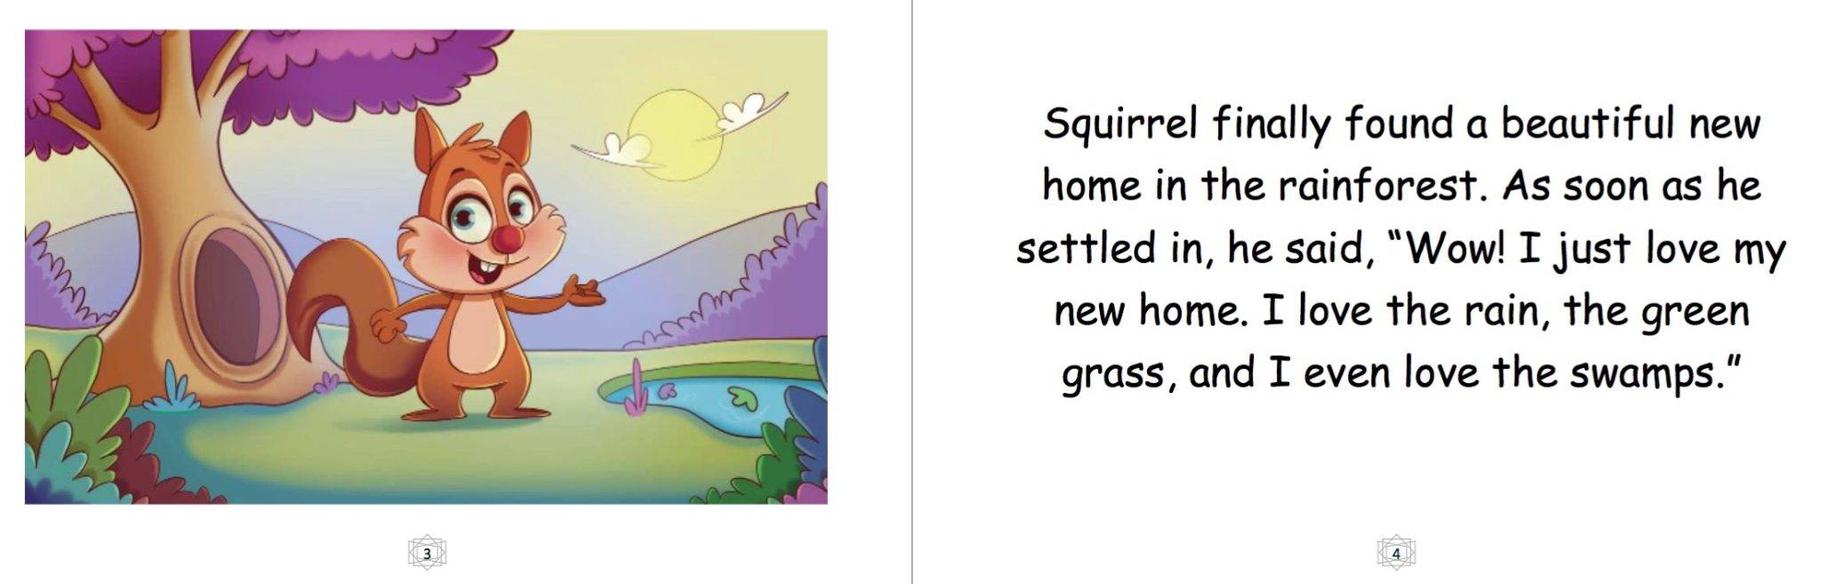 3
Squirrel finally found a beautiful new
home in the rainforest. As soon as he
settled in, he said, “Wow! I just love my
new home. I love the rain, the green
grass, and I even love the swamps.”
4